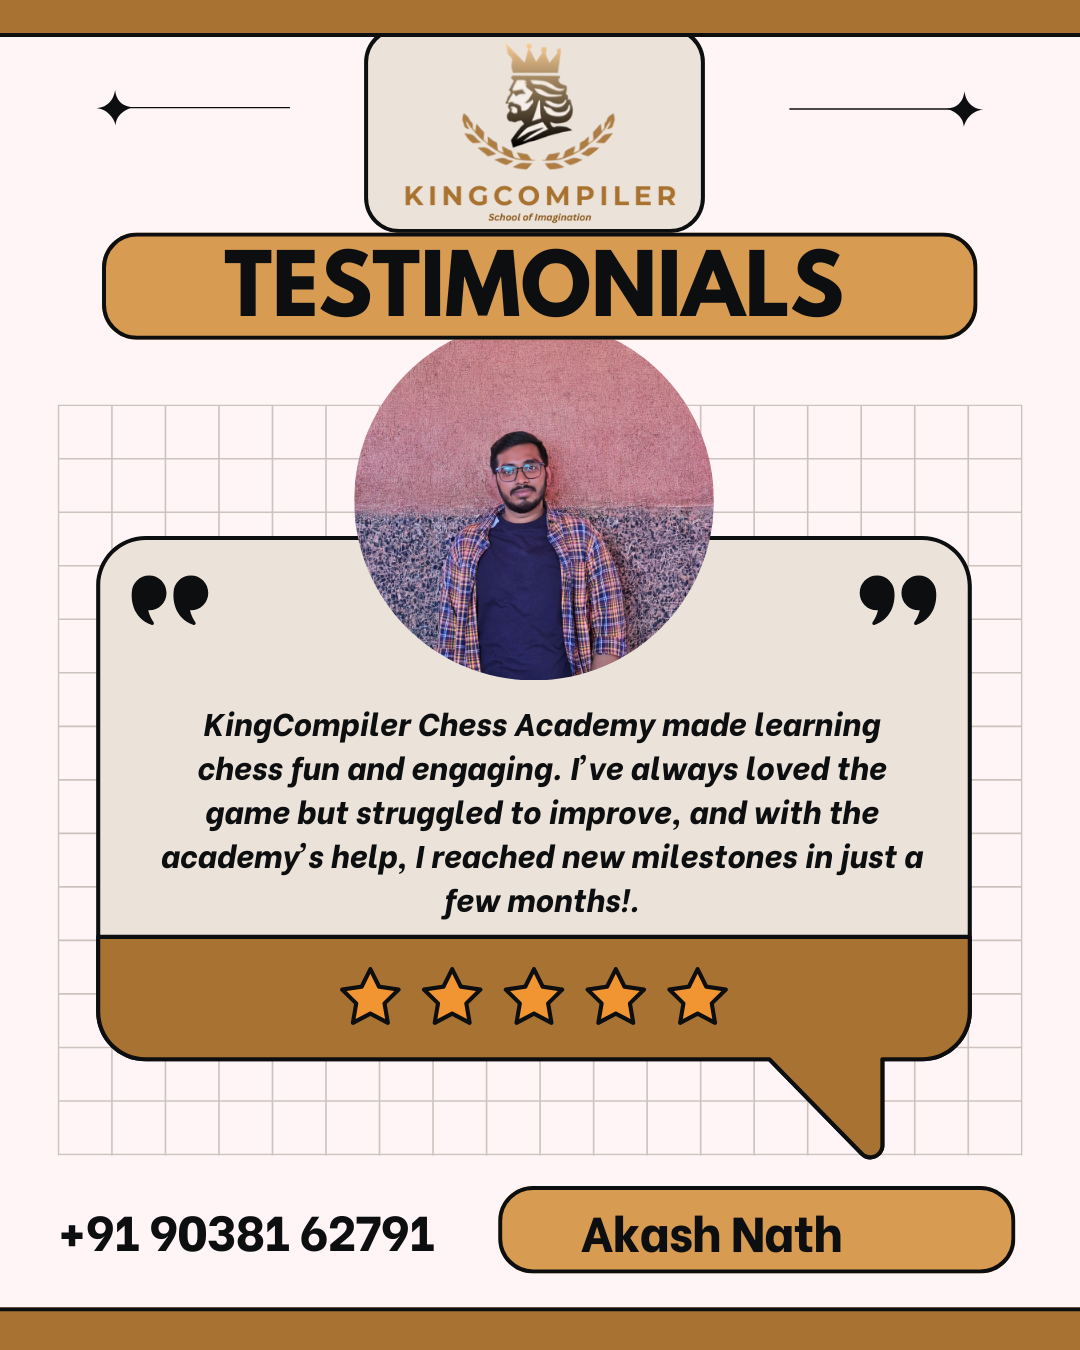 KINGCOMPILER
School of Imagination
TESTIMONIALS
KingCompiler Chess Academy made learning
chess fun and engaging. I've always loved the
game but struggled to improve, and with the
academy's help, I reached new milestones in just a
few months!.
+91 90381 62791
Akash Nath